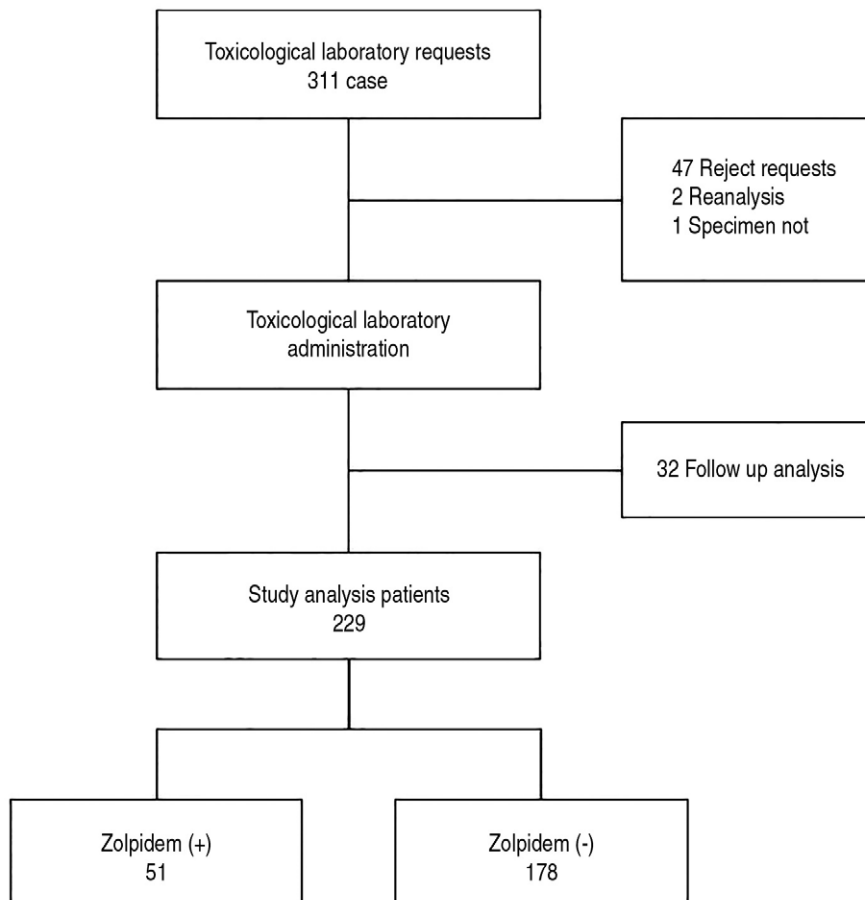 Toxicological laboratory requests
311 case
47 Reject requests
2 Reanalysis
1 Specimen not
Toxicological laboratory
administration
32 Follow up analysis
Study analysis patients
229
Zolpidem (+)
51
Zolpidem (-)
178